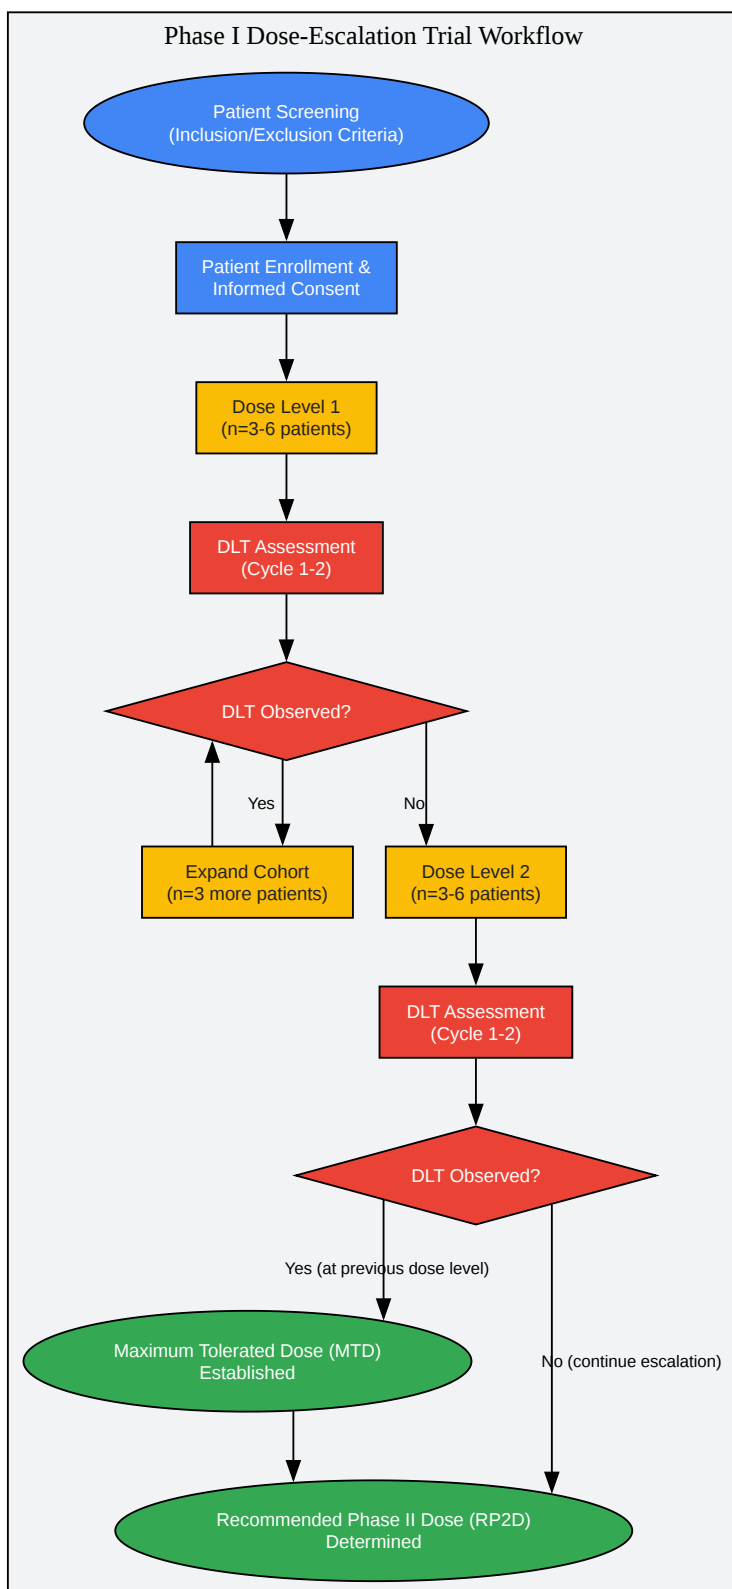 Phase I Dose-Escalation Trial Workflow
Patient Screening
(Inclusion/Exclusion Criteria)
Patient Enrollment &
Informed Consent
Dose Level 1
(n=3-6 patients)
DLT Assessment
(Cycle 1-2)
DLT Observed?
Yes
No
Expand Cohort
(n=3 more patients)
Dose Level 2
(n=3-6 patients)
DLT Assessment
(Cycle 1-2)
DLT Observed?
Yes (at previous dose level)
Maximum Tolerated Dose (MTD)
Established
No (continue escalation)
Recommended Phase II Dose (RP2D)
Determined